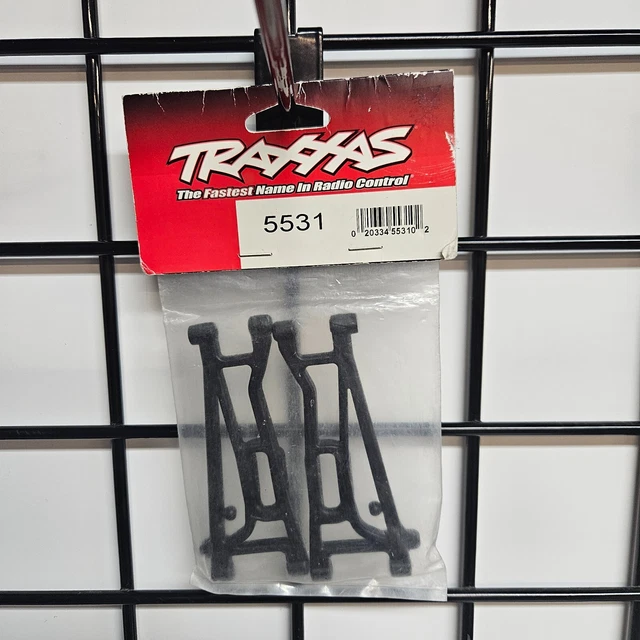 TRAXXAS
The Fastest Name In Radio Control
5531
0 20334 55310 2